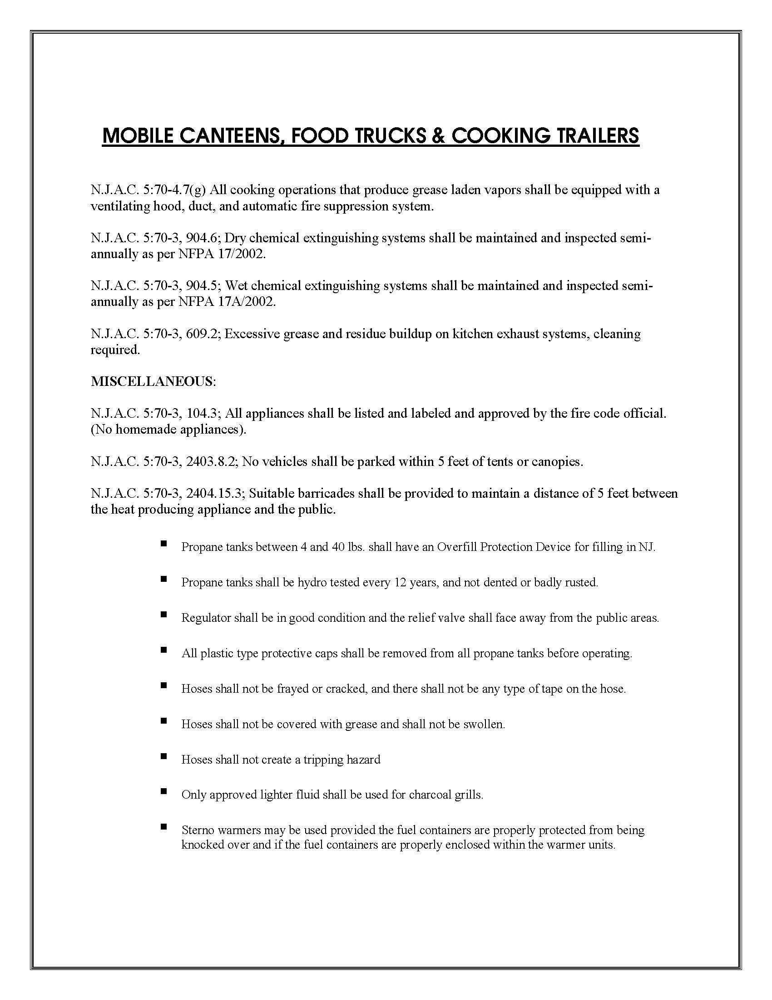 MOBILE CANTEENS, FOOD TRUCKS & COOKING TRAILERS
N.J.A.C. 5:70-4.7(g) All cooking operations that produce grease laden vapors shall be equipped with a
ventilating hood, duct, and automatic fire suppression system.
N.J.A.C. 5:70-3, 904.6; Dry chemical extinguishing systems shall be maintained and inspected semi-
annually as per NFPA 17/2002.
N.J.A.C. 5:70-3, 904.5; Wet chemical extinguishing systems shall be maintained and inspected semi-
annually as per NFPA 17A/2002.
N.J.A.C. 5:70-3, 609.2; Excessive grease and residue buildup on kitchen exhaust systems, cleaning
required.
MISCELLANEOUS:
N.J.A.C. 5:70-3, 104.3; All appliances shall be listed and labeled and approved by the fire code official.
(No homemade appliances).
N.J.A.C. 5:70-3, 2403.8.2; No vehicles shall be parked within 5 feet of tents or canopies.
N.J.A.C. 5:70-3, 2404.15.3; Suitable barricades shall be provided to maintain a distance of 5 feet between
the heat producing appliance and the public.
▪ Propane tanks between 4 and 40 lbs. shall have an Overfill Protection Device for filling in NJ.
▪ Propane tanks shall be hydro tested every 12 years, and not dented or badly rusted.
▪ Regulator shall be in good condition and the relief valve shall face away from the public areas.
▪ All plastic type protective caps shall be removed from all propane tanks before operating.
▪ Hoses shall not be frayed or cracked, and there shall not be any type of tape on the hose.
▪ Hoses shall not be covered with grease and shall not be swollen.
▪ Hoses shall not create a tripping hazard
▪ Only approved lighter fluid shall be used for charcoal grills.
▪ Sterno warmers may be used provided the fuel containers are properly protected from being
knocked over and if the fuel containers are properly enclosed within the warmer units.